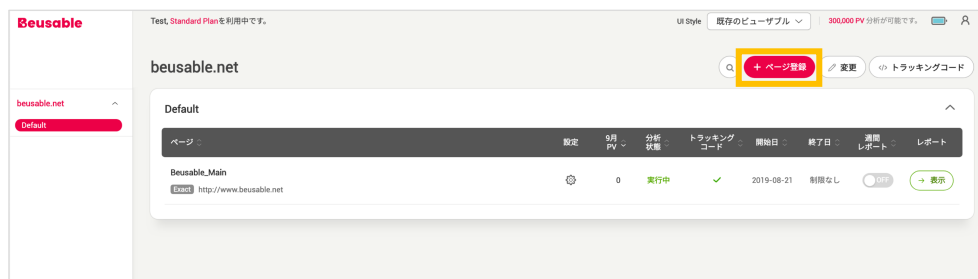 Beusable
Test, Standard Planを利用中です。
UI Style 既存のビューザブル 300,000 PV 分析が可能です。
beusable.net
+ ページ登録 変更 </> トラッキングコード
beusable.net
Default
Default
ページ 設定 9月 PV 分析 状態 トラッキング コード 開始日 終了日 週間 レポート レポート
Beusable_Main
Exact http://www.beusable.net
0 実行中 2019-08-21 制限なし OFF → 表示